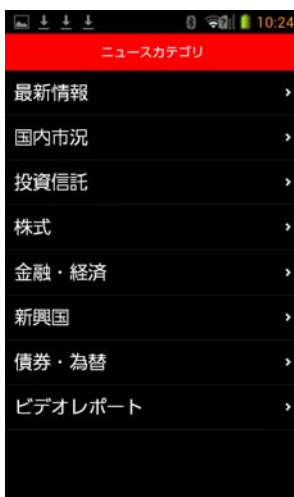 10:24
ニュースカテゴリ
最新情報
国内市況
投資信託
株式
金融・経済
新興国
債券・為替
ビデオレポート